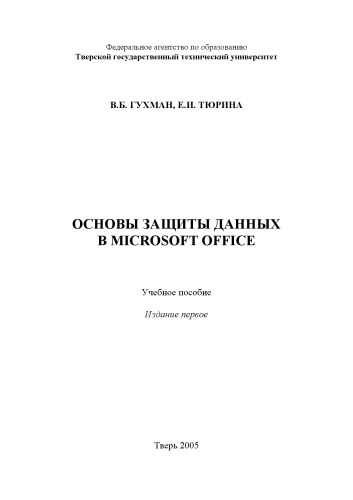 Федеральное агентство по образованию
Тверской государственный технический университет
В.Б. ГУХМАН, Е.И. ТЮРИНА
ОСНОВЫ ЗАЩИТЫ ДАННЫХ
В MICROSOFT OFFICE
Учебное пособие
Издание первое
Тверь 2005